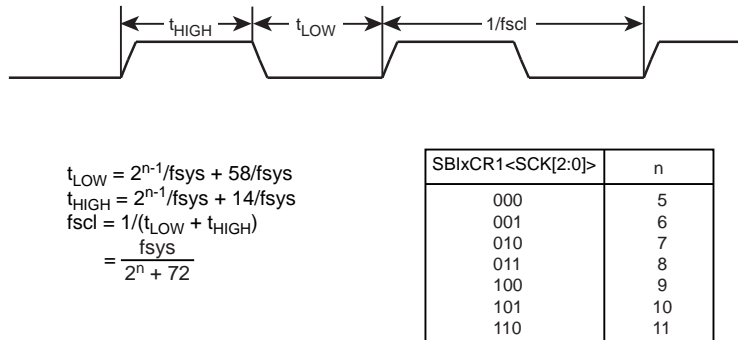 tHIGH tLOW 1/fscl
tLOW = 2n-1/fsys + 58/fsys
tHIGH = 2n-1/fsys + 14/fsys
fscl = 1/(tLOW + tHIGH)
= fsys
2n + 72
SBIxCR1<SCK[2:0]> n
000 5
001 6
010 7
011 8
100 9
101 10
110 11